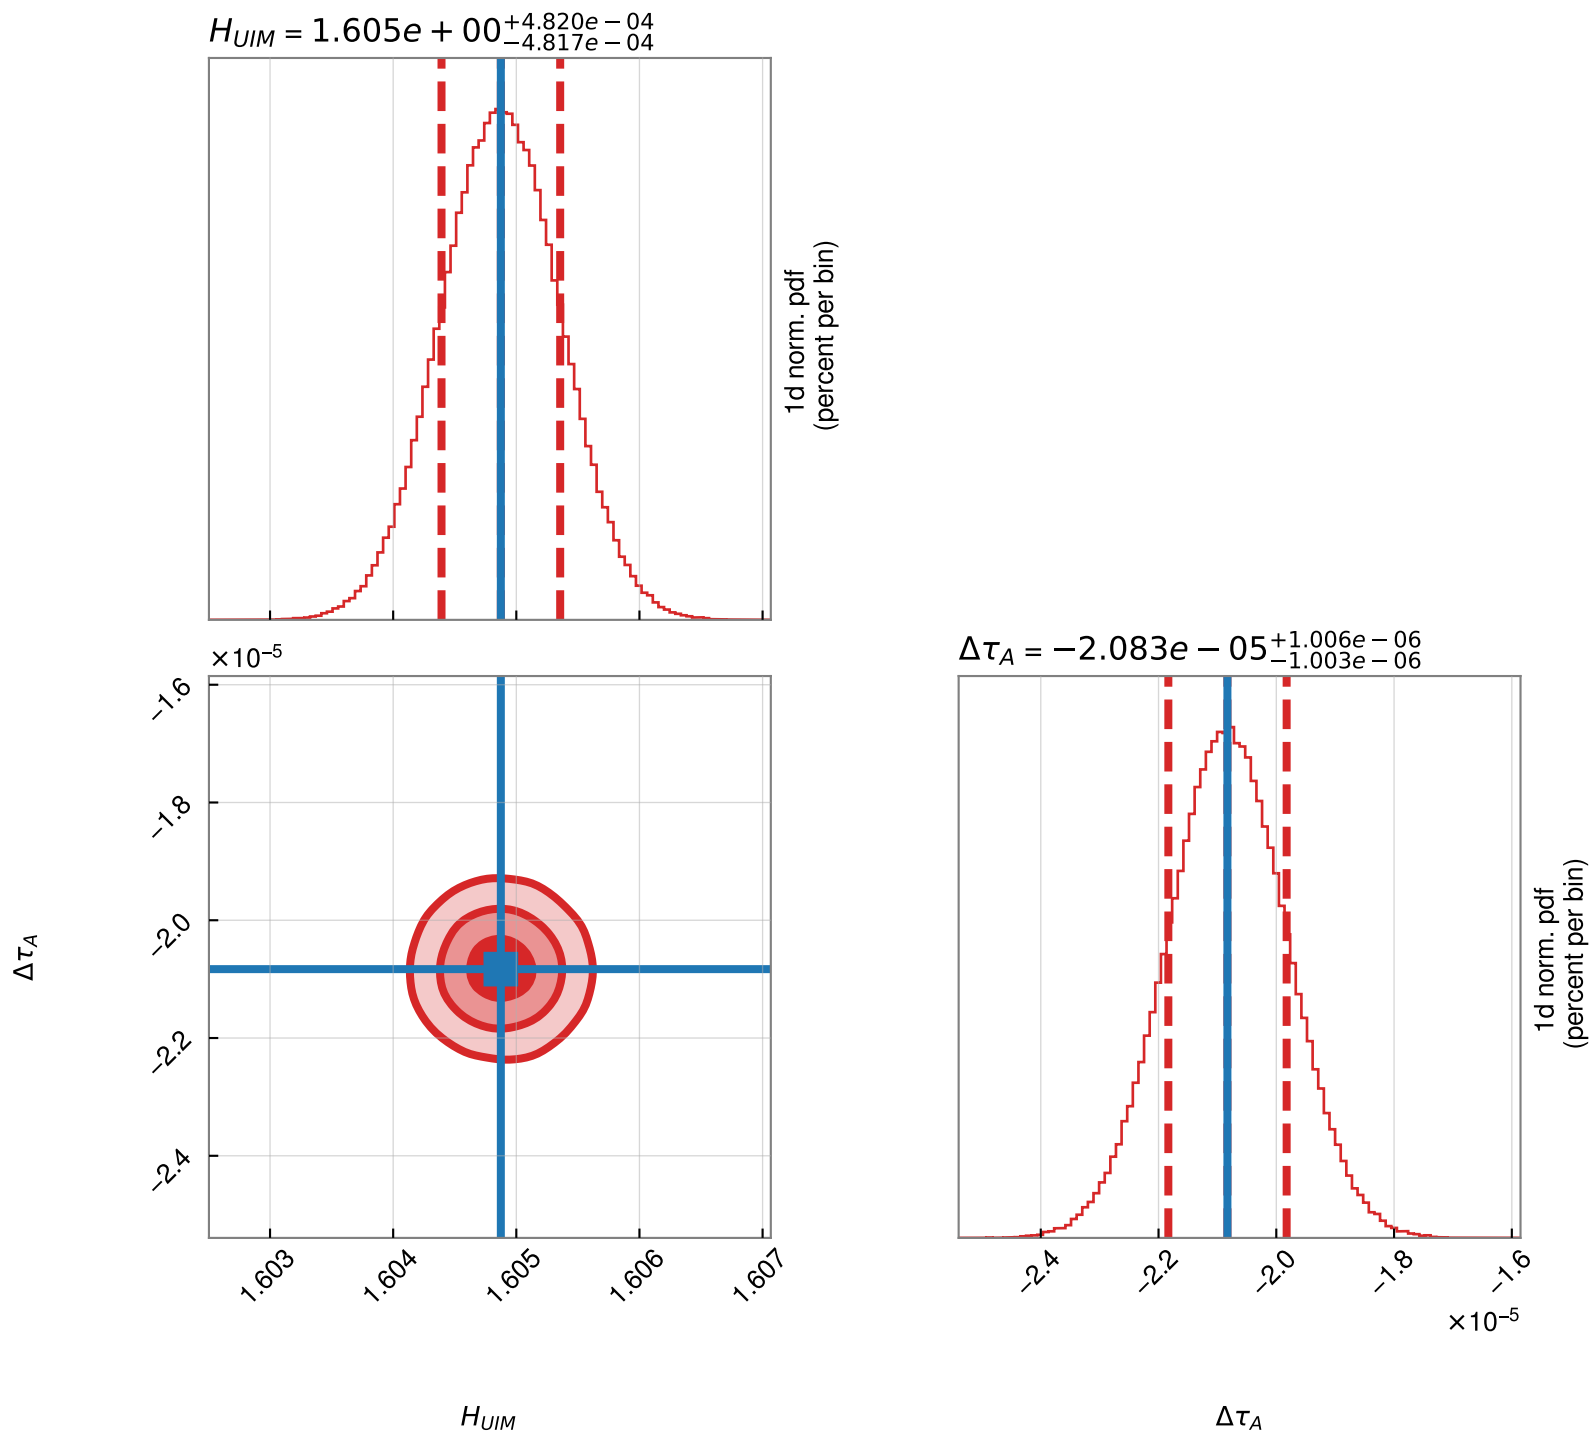 H_UIM = 1.605e + 00 +4.820e − 04 −4.817e − 04
1d norm. pdf
(percent per bin)
×10⁻⁵
Δτ_A = −2.083e − 05 +1.006e − 06 −1.003e − 06
−1.6
−1.8
−2.0
−2.2
−2.4
Δτ_A
1d norm. pdf
(percent per bin)
1.603
1.604
1.605
1.606
1.607
−2.4
−2.2
−2.0
−1.8
−1.6
×10⁻⁵
H_UIM
Δτ_A